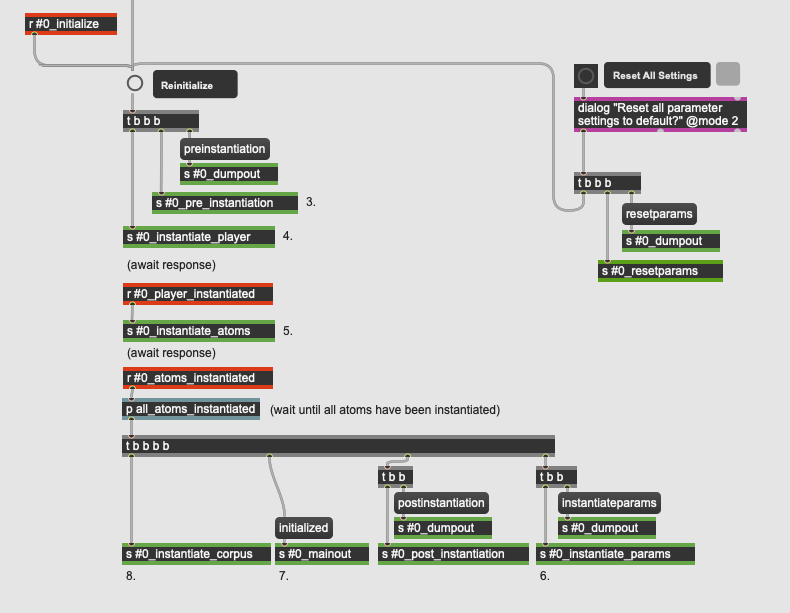 r #0_initialize
Reinitialize
Reset All Settings
dialog "Reset all parameter
settings to default?" @mode 2
t b b b
preinstantiation
s #0_dumpout
s #0_pre_instantiation
3.
s #0_instantiate_player
4.
t b b b
resetparams
s #0_dumpout
s #0_resetparams
(await response)
r #0_player_instantiated
s #0_instantiate_atoms
5.
(await response)
r #0_atoms_instantiated
p all_atoms_instantiated
(wait until all atoms have been instantiated)
t b b b b
t b b
t b b
postinstantiation
instantiateparams
initialized
s #0_dumpout
s #0_dumpout
s #0_instantiate_corpus
s #0_mainout
s #0_post_instantiation
s #0_instantiate_params
8.
7.
6.